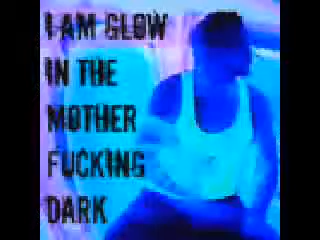 I AM GLOW
IN THE
MOTHER
FUCKING
DARK